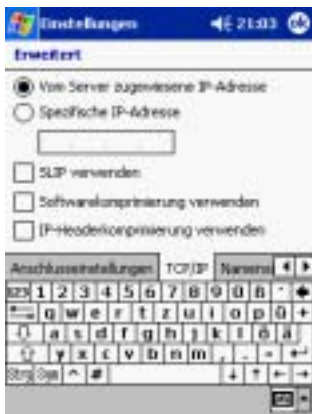 Einstellungen 21:03 ok
Erweitert
Vom Server zugewiesene IP-Adresse
Spezifische IP-Adresse
SLIP verwenden
Softwarekomprimierung verwenden
IP-Headerkomprimierung verwenden
Anschlusseinstellungen TCP/IP Namens
123 1 2 3 4 5 6 7 8 9 0 ß ´
q w e r t z u i o p ü +
a s d f g h j k l ö ä
y x c v b n m , . -
Strg ^ #